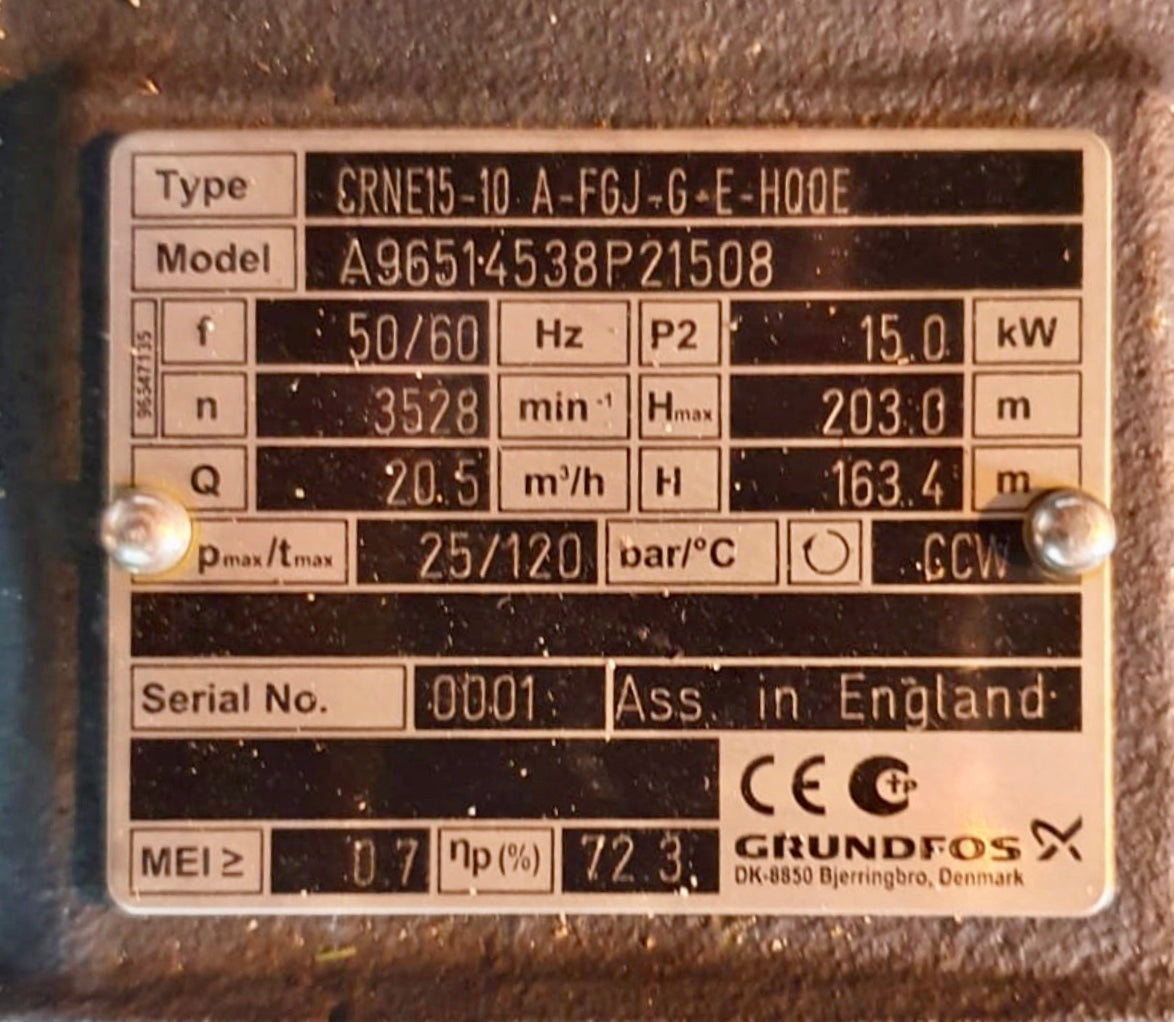 Type CRNE15-10 A-FGJ-G-E-HQQE
Model A96514538P21508
96547135
f 50/60 Hz P2 15.0 kW
n 3528 min⁻¹ Hmax 203.0 m
Q 20.5 m³/h H 163.4 m
pmax/tmax 25/120 bar/°C CCW
Serial No. 0001 Ass. in England
CE
GRUNDFOS
MEI ≥ 0.7 ηp (%) 72.3
DK-8850 Bjerringbro, Denmark